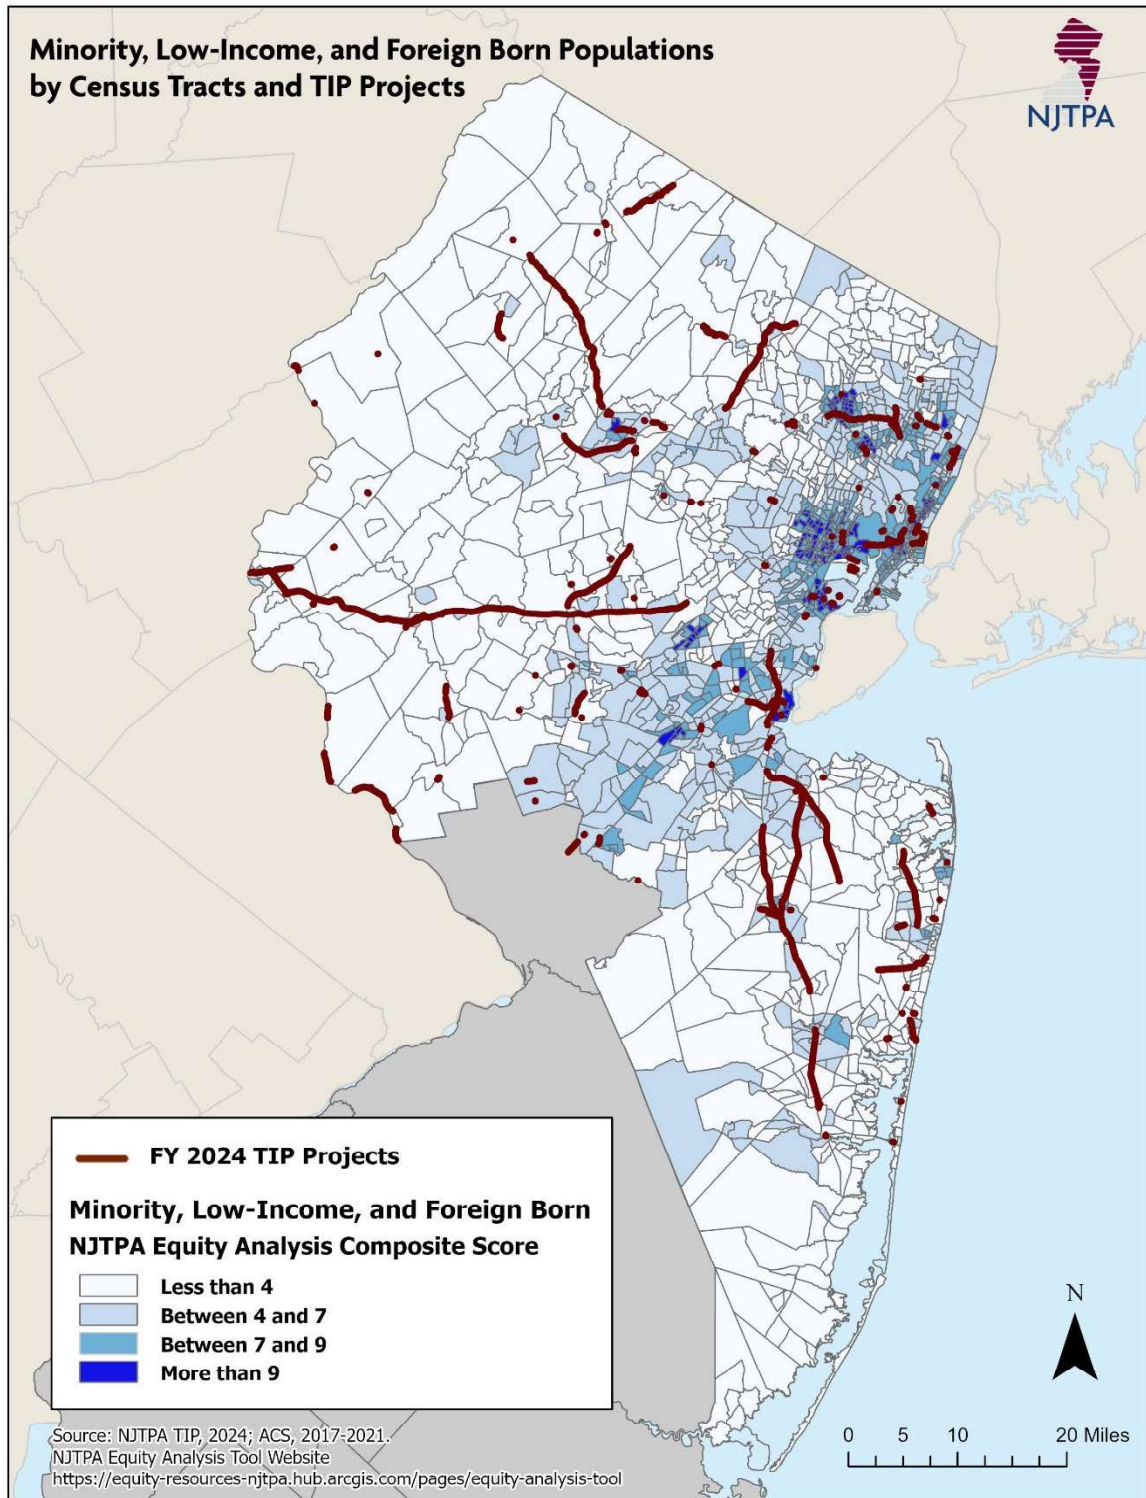 Minority, Low-Income, and Foreign Born Populations
by Census Tracts and TIP Projects
NJTPA
FY 2024 TIP Projects
Minority, Low-Income, and Foreign Born
NJTPA Equity Analysis Composite Score
Less than 4
Between 4 and 7
Between 7 and 9
More than 9
Source: NJTPA TIP, 2024; ACS, 2017-2021.
NJTPA Equity Analysis Tool Website
https://equity-resources-njtpa.hub.arcgis.com/pages/equity-analysis-tool
N
0 5 10 20 Miles